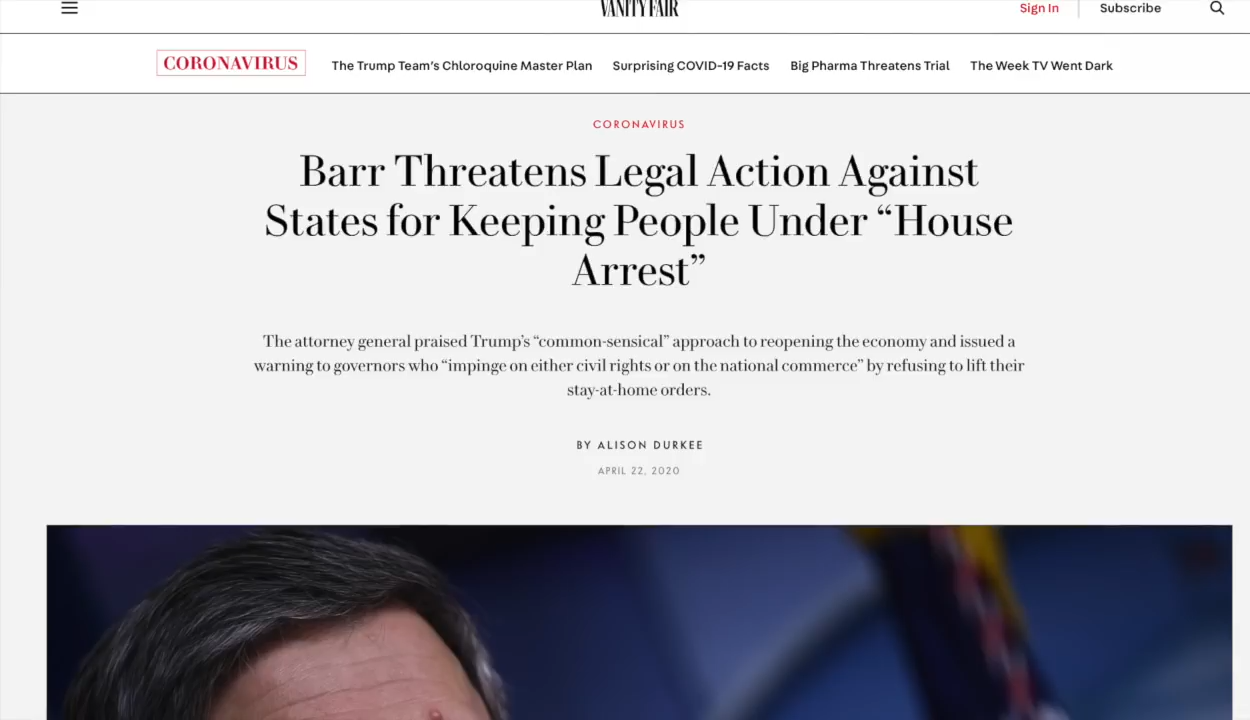 VANITY FAIR
Sign In
Subscribe
CORONAVIRUS
The Trump Team’s Chloroquine Master Plan
Surprising COVID-19 Facts
Big Pharma Threatens Trial
The Week TV Went Dark
CORONAVIRUS
Barr Threatens Legal Action Against
States for Keeping People Under “House
Arrest”
The attorney general praised Trump’s “common-sensical” approach to reopening the economy and issued a
warning to governors who “impinge on either civil rights or on the national commerce” by refusing to lift their
stay-at-home orders.
BY ALISON DURKEE
APRIL 22, 2020